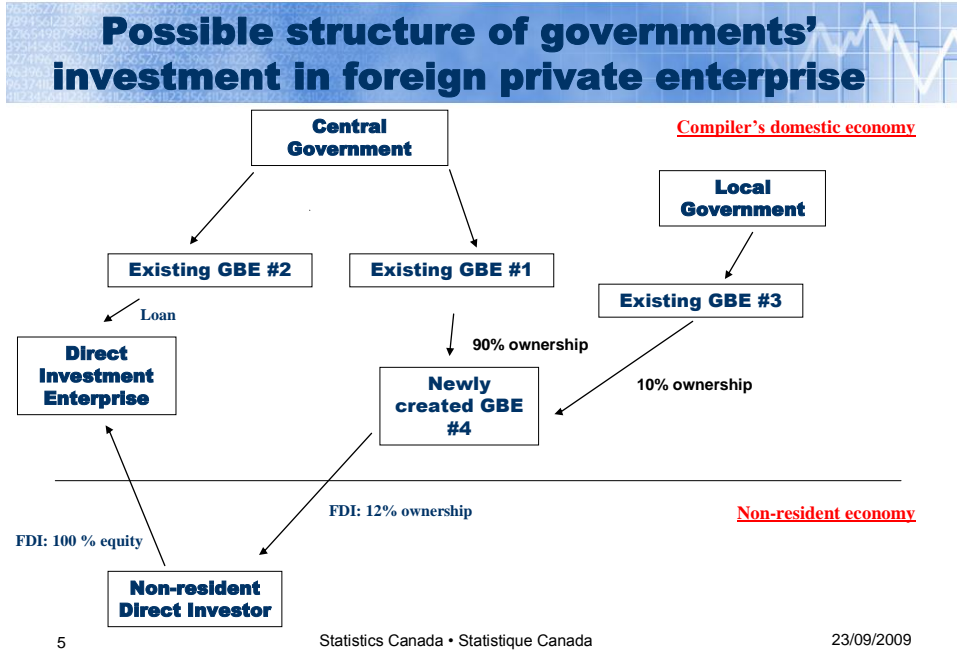 Possible structure of governments'
investment in foreign private enterprise
Central
Government
Compiler's domestic economy
Local
Government
Existing GBE #2
Existing GBE #1
Existing GBE #3
Loan
90% ownership
Direct
Investment
Enterprise
Newly
created GBE
#4
10% ownership
FDI: 12% ownership
Non-resident economy
FDI: 100 % equity
Non-resident
Direct Investor
5
Statistics Canada • Statistique Canada
23/09/2009